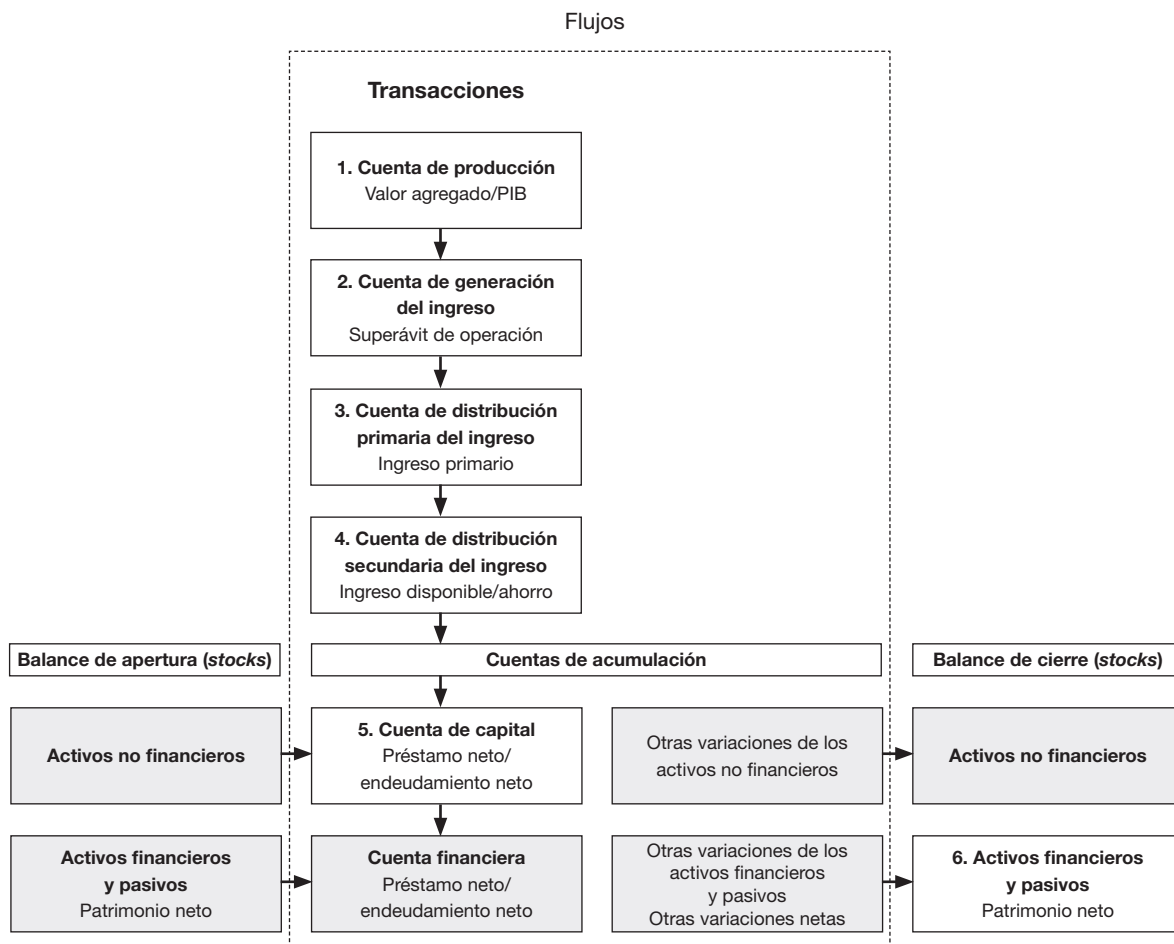 Flujos
Transacciones
1. Cuenta de producción
Valor agregado/PIB
2. Cuenta de generación
del ingreso
Superávit de operación
3. Cuenta de distribución
primaria del ingreso
Ingreso primario
4. Cuenta de distribución
secundaria del ingreso
Ingreso disponible/ahorro
Balance de apertura (stocks)
Cuentas de acumulación
Balance de cierre (stocks)
Activos no financieros
5. Cuenta de capital
Préstamo neto/
endeudamiento neto
Otras variaciones de los
activos no financieros
Activos no financieros
Activos financieros
y pasivos
Patrimonio neto
Cuenta financiera
Préstamo neto/
endeudamiento neto
Otras variaciones de los
activos financieros
y pasivos
Otras variaciones netas
6. Activos financieros
y pasivos
Patrimonio neto